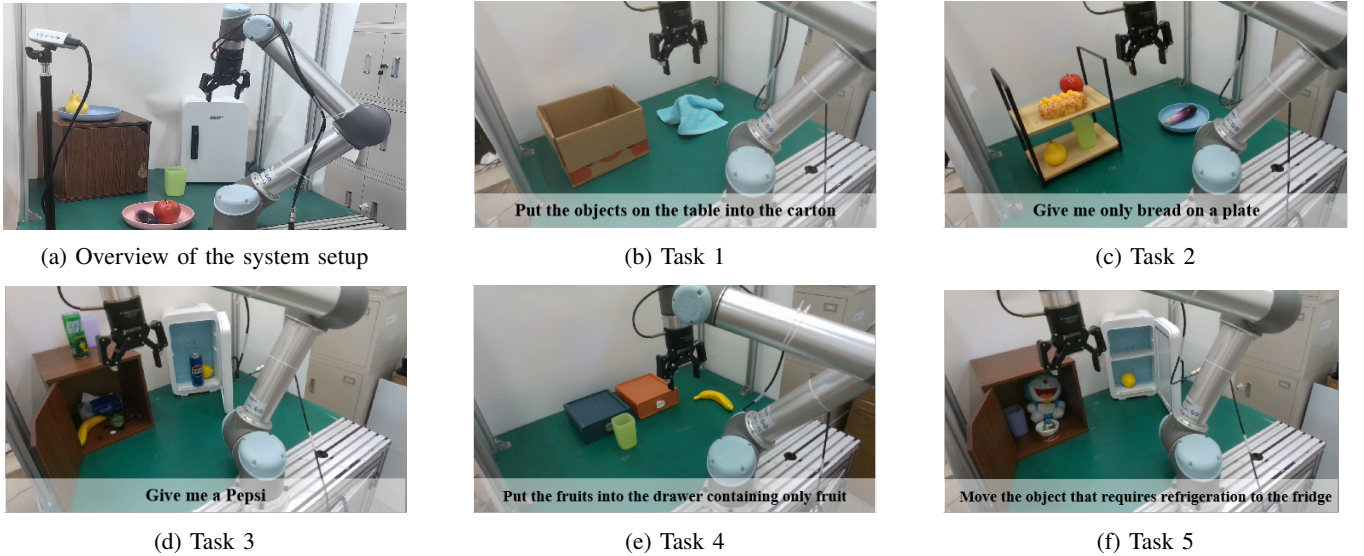 (a) Overview of the system setup
Put the objects on the table into the carton
(b) Task 1
Give me only bread on a plate
(c) Task 2
Give me a Pepsi
(d) Task 3
Put the fruits into the drawer containing only fruit
(e) Task 4
Move the object that requires refrigeration to the fridge
(f) Task 5